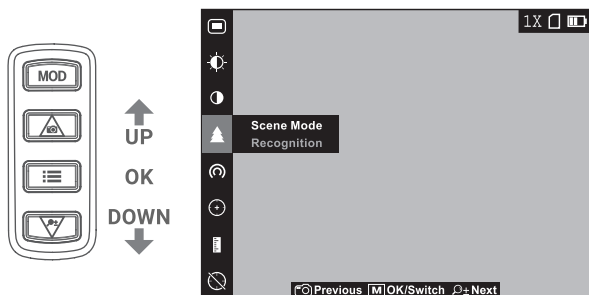 MOD
UP
OK
DOWN
1X
Scene Mode
Recognition
Previous M OK/Switch Next